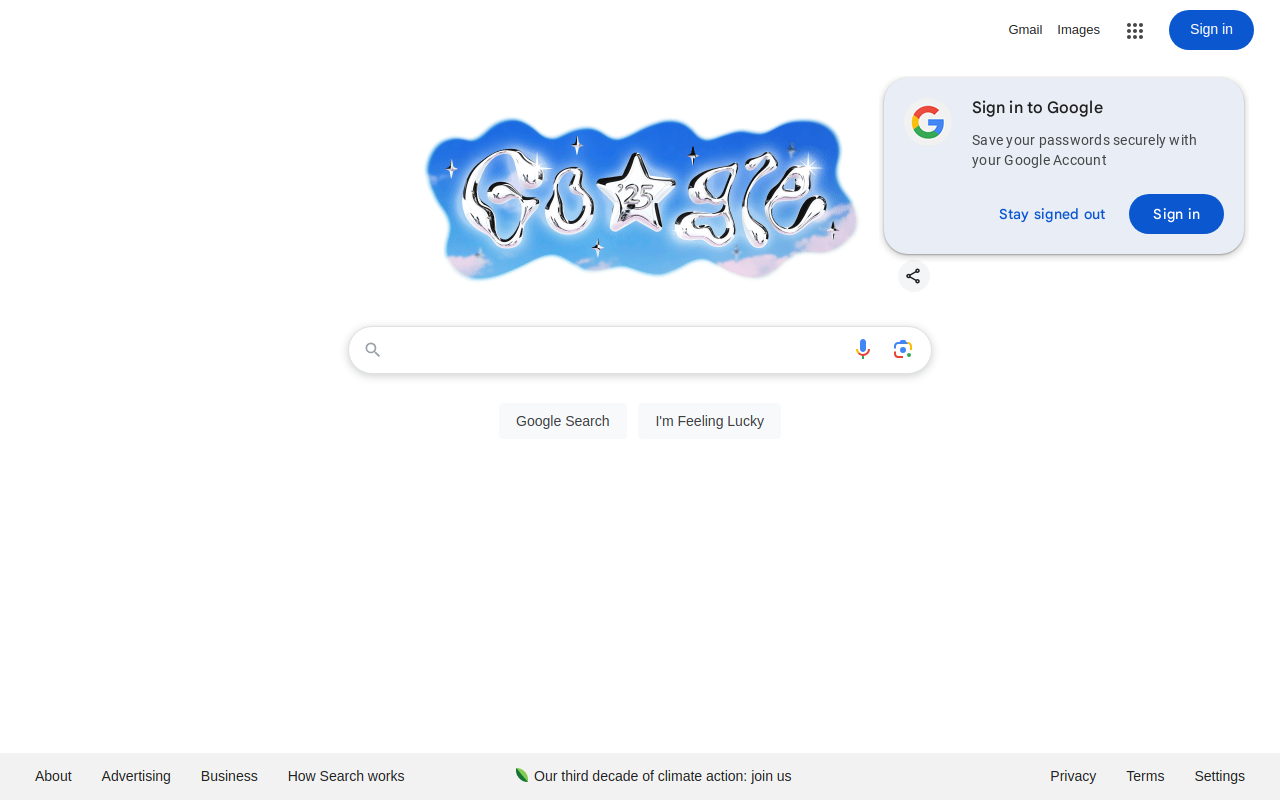 Gmail
Images
Sign in
Go gle
'25
Sign in to Google
Save your passwords securely with
your Google Account
Stay signed out
Sign in
Google Search
I'm Feeling Lucky
About
Advertising
Business
How Search works
Our third decade of climate action: join us
Privacy
Terms
Settings